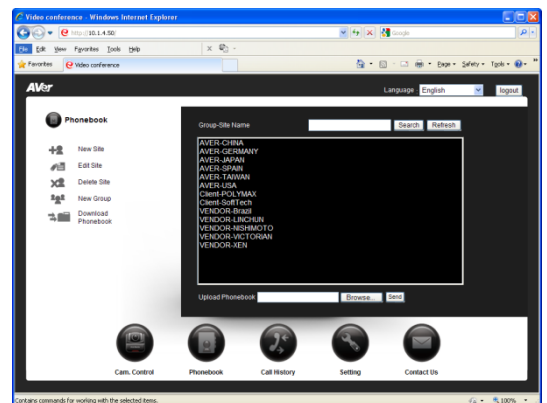 Video conference - Windows Internet Explorer
http://10.1.4.50/
Google
File Edit View Favorites Tools Help
Favorites Video conference
Page Safety Tools
AVer
Language : English logout
Phonebook
New Site
Edit Site
Delete Site
New Group
Download
Phonebook
Group-Site Name Search Refresh
AVER-CHINA
AVER-GERMANY
AVER-JAPAN
AVER-SPAIN
AVER-TAIWAN
AVER-USA
Client-POLYMAX
Client-SoftTech
VENDOR-Brazil
VENDOR-LINCHUN
VENDOR-NISHIMOTO
VENDOR-VICTORIAN
VENDOR-XEN
Upload Phonebook Browse... Send
Cam. Control Phonebook Call History Setting Contact Us
Contains commands for working with the selected items. 100%